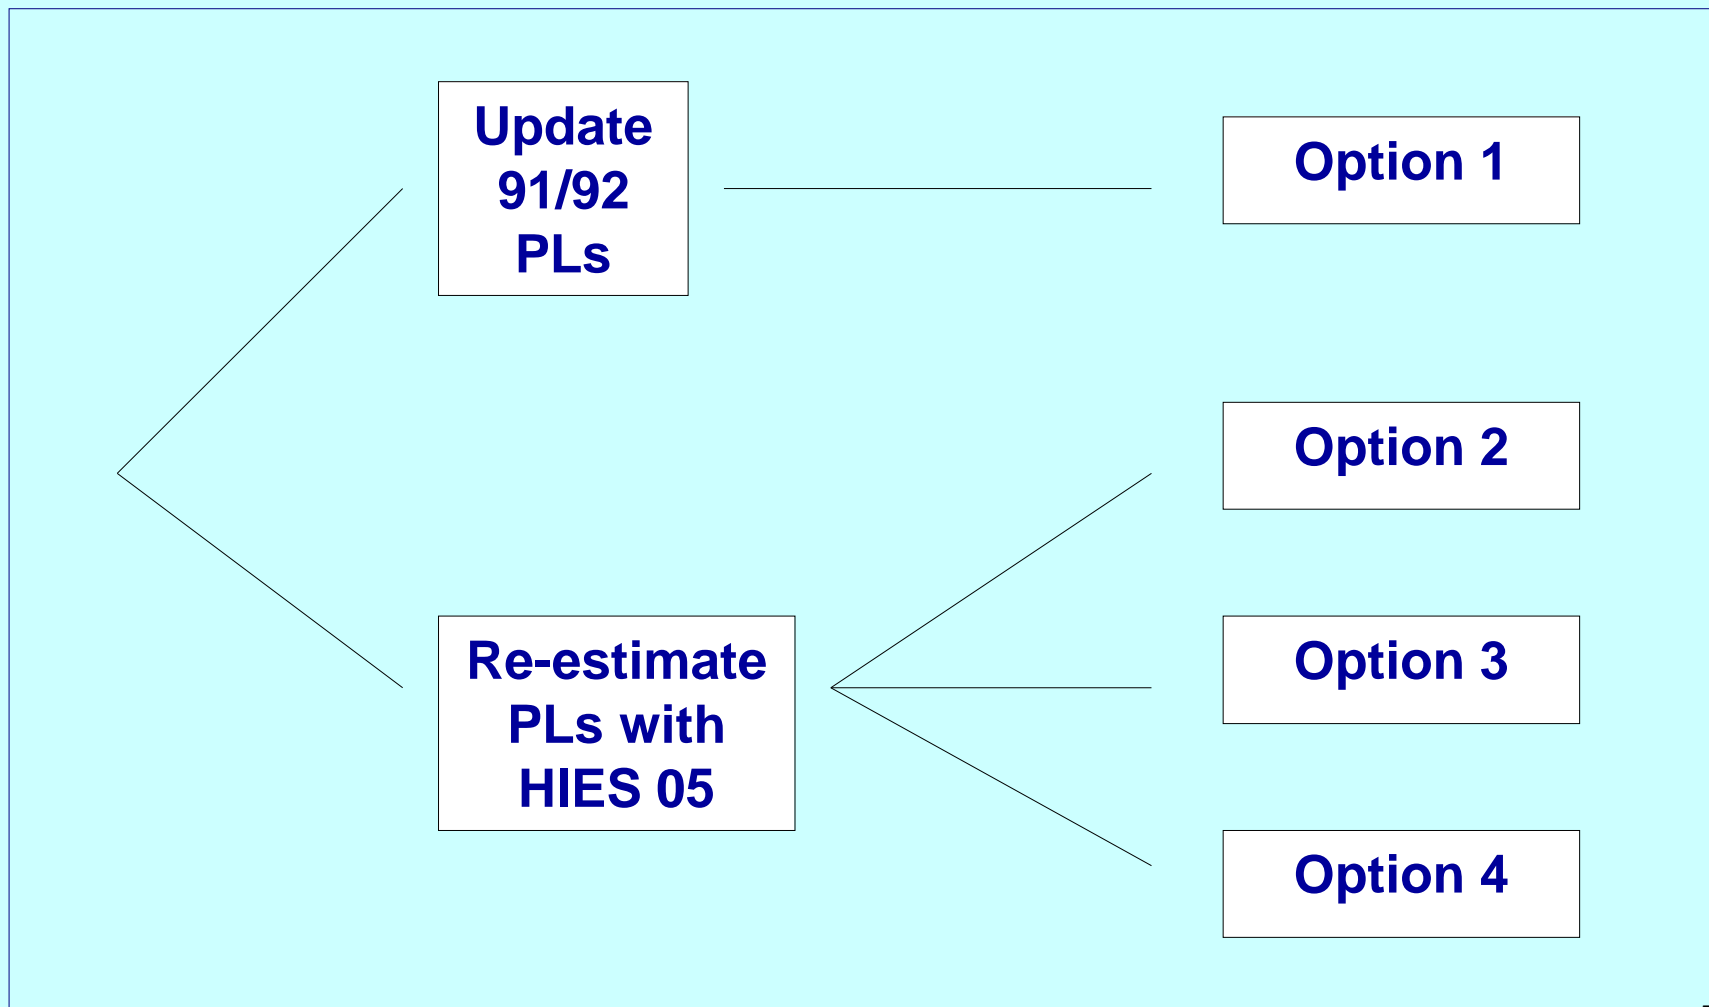 Update
91/92
PLs
Option 1
Option 2
Re-estimate
PLs with
HIES 05
Option 3
Option 4